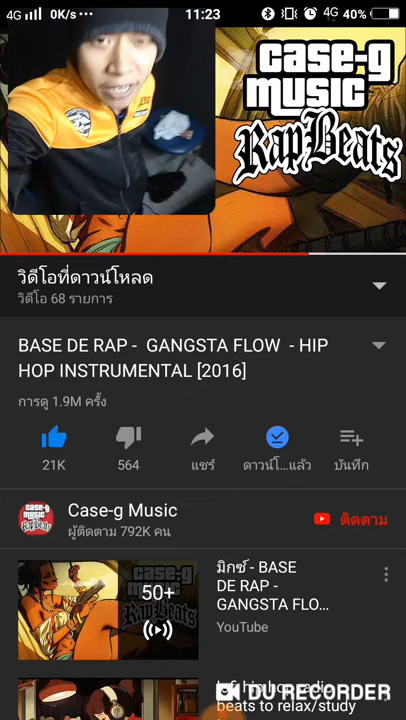 4G 0K/s ••• 11:23 4G 40%
CASE-G
MUSIC
Rap Beats
วิดีโอที่ดาวน์โหลด
วิดีโอ 68 รายการ
BASE DE RAP - GANGSTA FLOW - HIP
HOP INSTRUMENTAL [2016]
การดู 1.9M ครั้ง
21K 564 แชร์ ดาวน์โ...แล้ว บันทึก
CASE-G
MUSIC
Case-g Music
ผู้ติดตาม 792K คน
ติดตาม
CASE-G
MUSIC
50+
มิกซ์ - BASE
DE RAP -
GANGSTA FLO...
YouTube
DU RECORDER
beats to relax/study